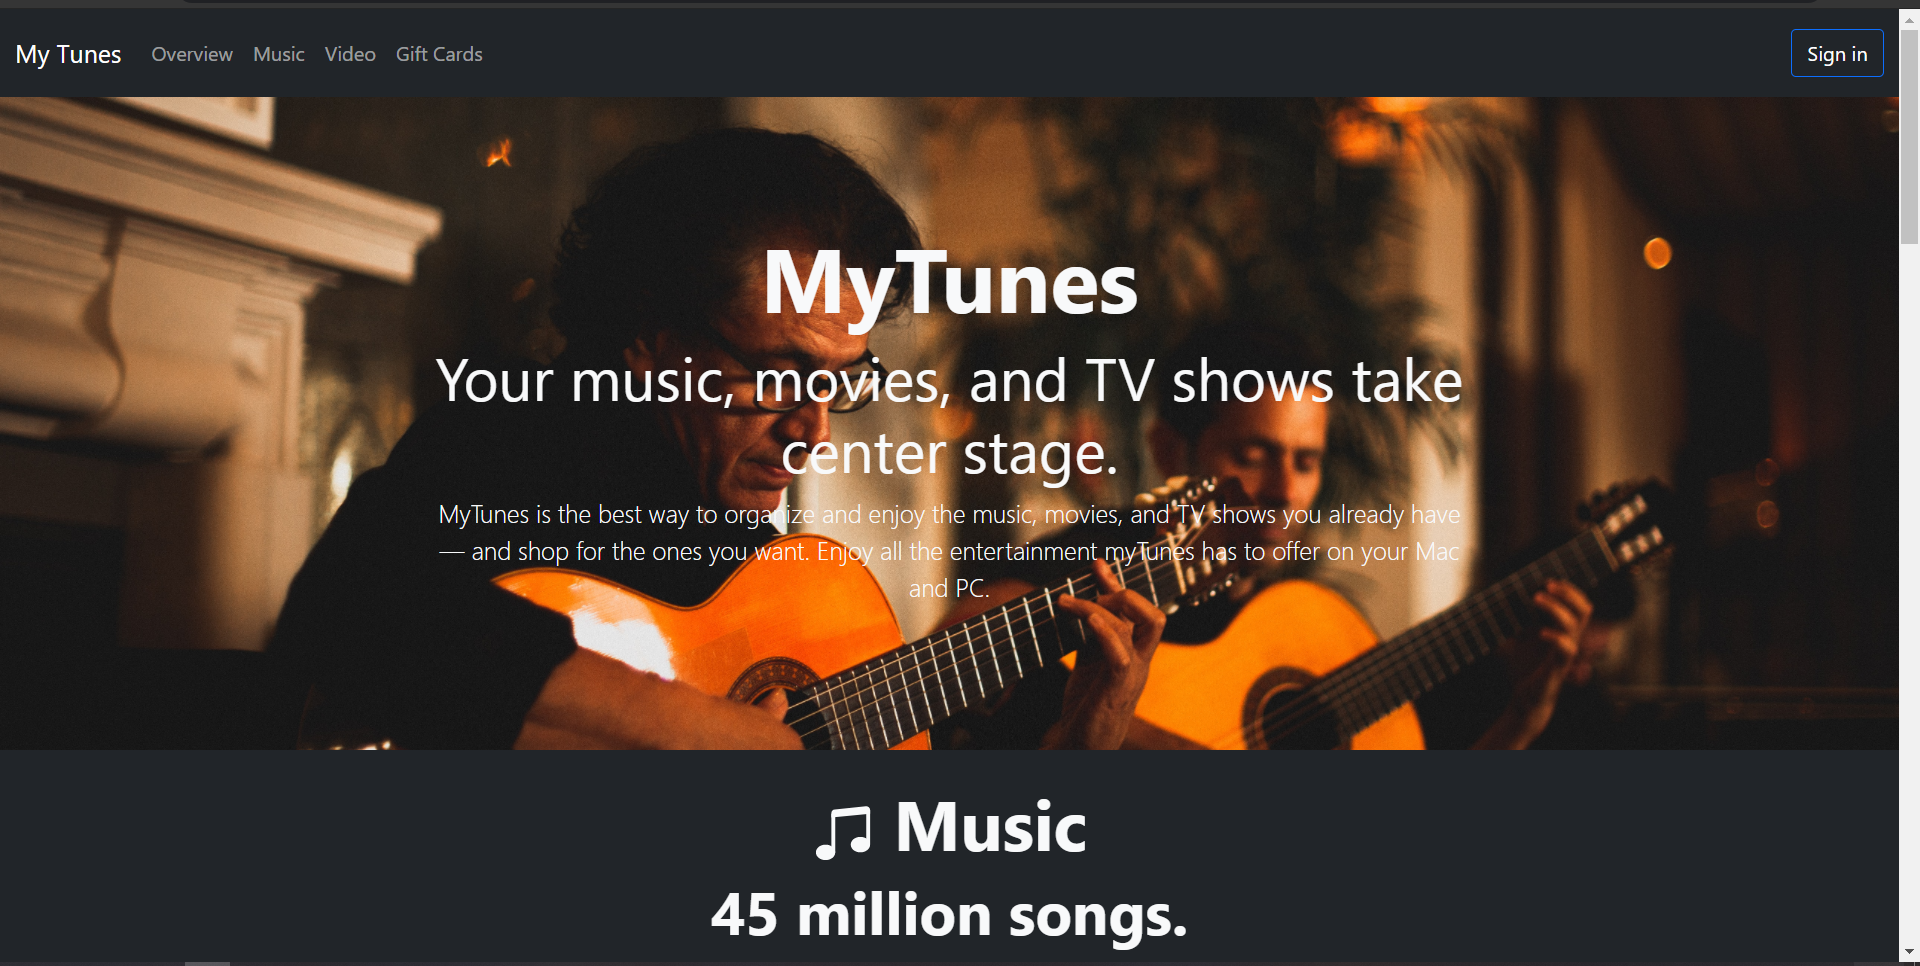 My Tunes Overview Music Video Gift Cards Sign in
MyTunes
Your music, movies, and TV shows take
center stage.
MyTunes is the best way to organize and enjoy the music, movies, and TV shows you already have
— and shop for the ones you want. Enjoy all the entertainment myTunes has to offer on your Mac
and PC.
Music
45 million songs.